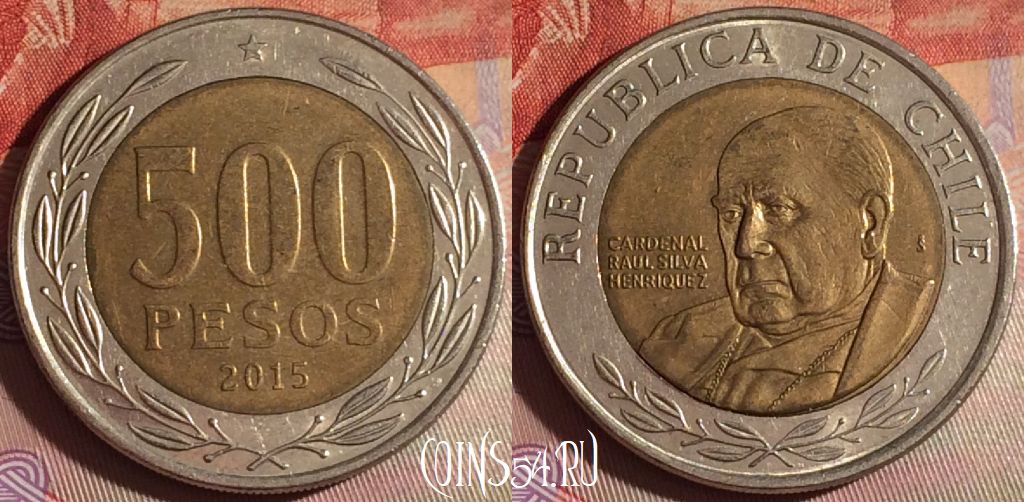 500
PESOS
2015
REPUBLICA DE CHILE
CARDENAL
RAUL SILVA
HENRIQUEZ
S
COINS54.RU